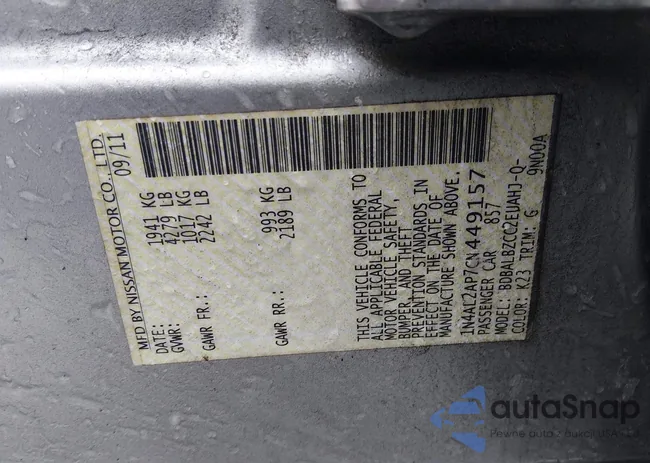 MFD BY NISSAN MOTOR CO., LTD.
DATE: 09/11
GVWR: 1941 KG
4279 LB
GAWR FR.: 1017 KG
2242 LB
GAWR RR.: 993 KG
2189 LB
THIS VEHICLE CONFORMS TO
ALL APPLICABLE FEDERAL
MOTOR VEHICLE SAFETY,
BUMPER, AND THEFT
PREVENTION STANDARDS, IN
EFFECT ON THE DATE OF
MANUFACTURE SHOWN ABOVE.
1N4AL2AP7CN449157
PASSENGER CAR 857
MODEL: BDBALBZCC2EUAHJ-Q-
COLOR: K23 TRIM: G 9N00A
autaSnap